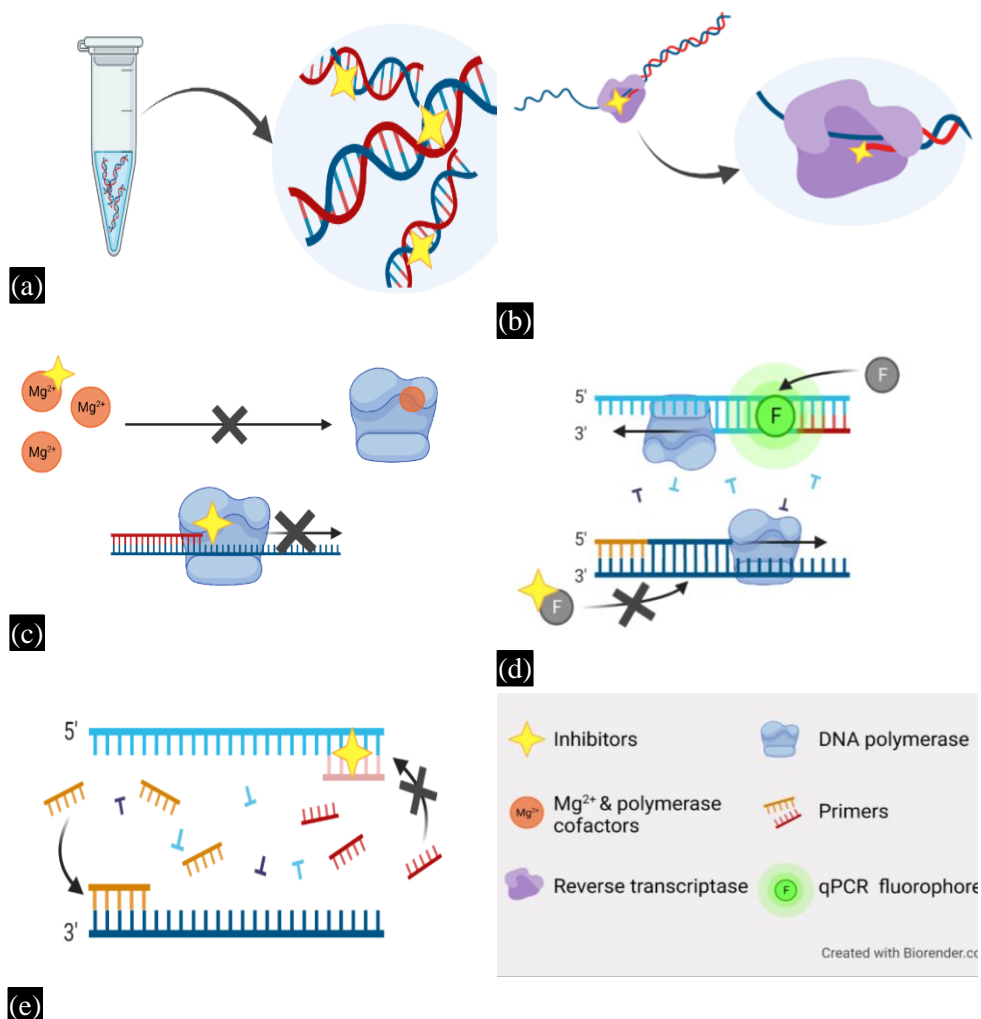 (a)
(b)
Mg²⁺
Mg²⁺
Mg²⁺
(c)
F
5'
F
3'
5'
3'
F
(d)
5'
3'
(e)
Inhibitors
DNA polymerase
Mg²⁺
Mg²⁺ & polymerase
cofactors
Primers
Reverse transcriptase
F
qPCR fluorophore
Created with Biorender.co